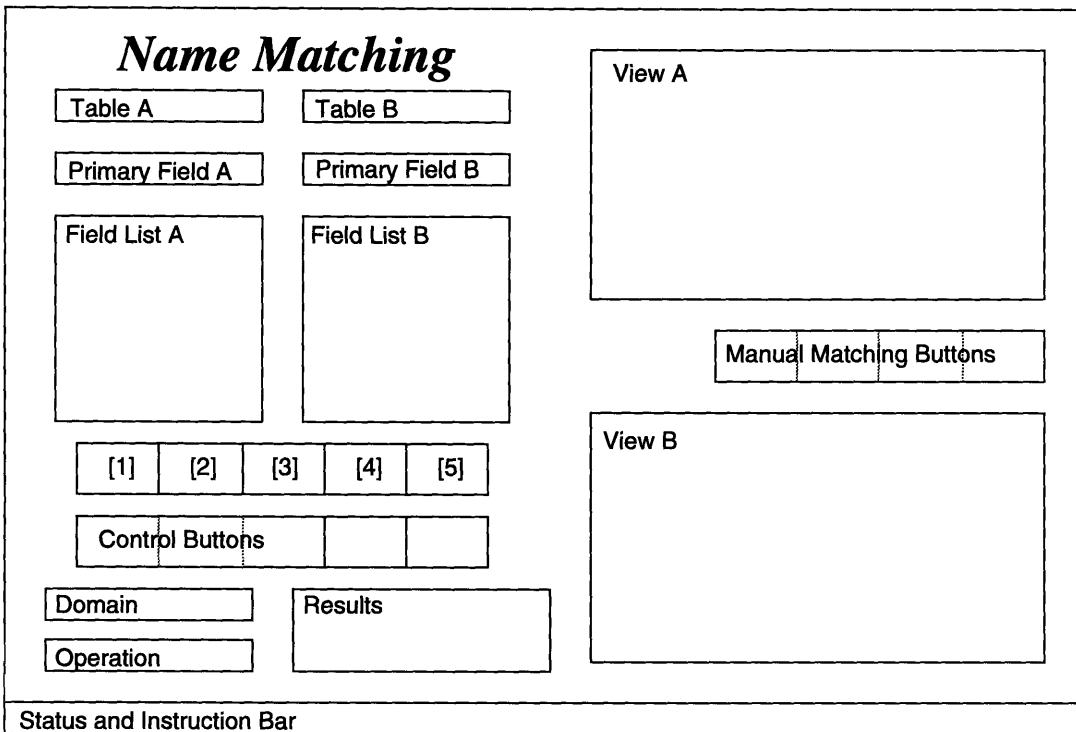 Name Matching
Table A
Table B
Primary Field A
Primary Field B
Field List A
Field List B
[1] [2] [3] [4] [5]
Control Buttons
Domain
Operation
Results
View A
Manual Matching Buttons
View B
Status and Instruction Bar